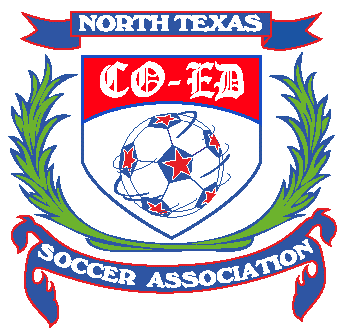 NORTH TEXAS
CO-ED
SOCCER ASSOCIATION